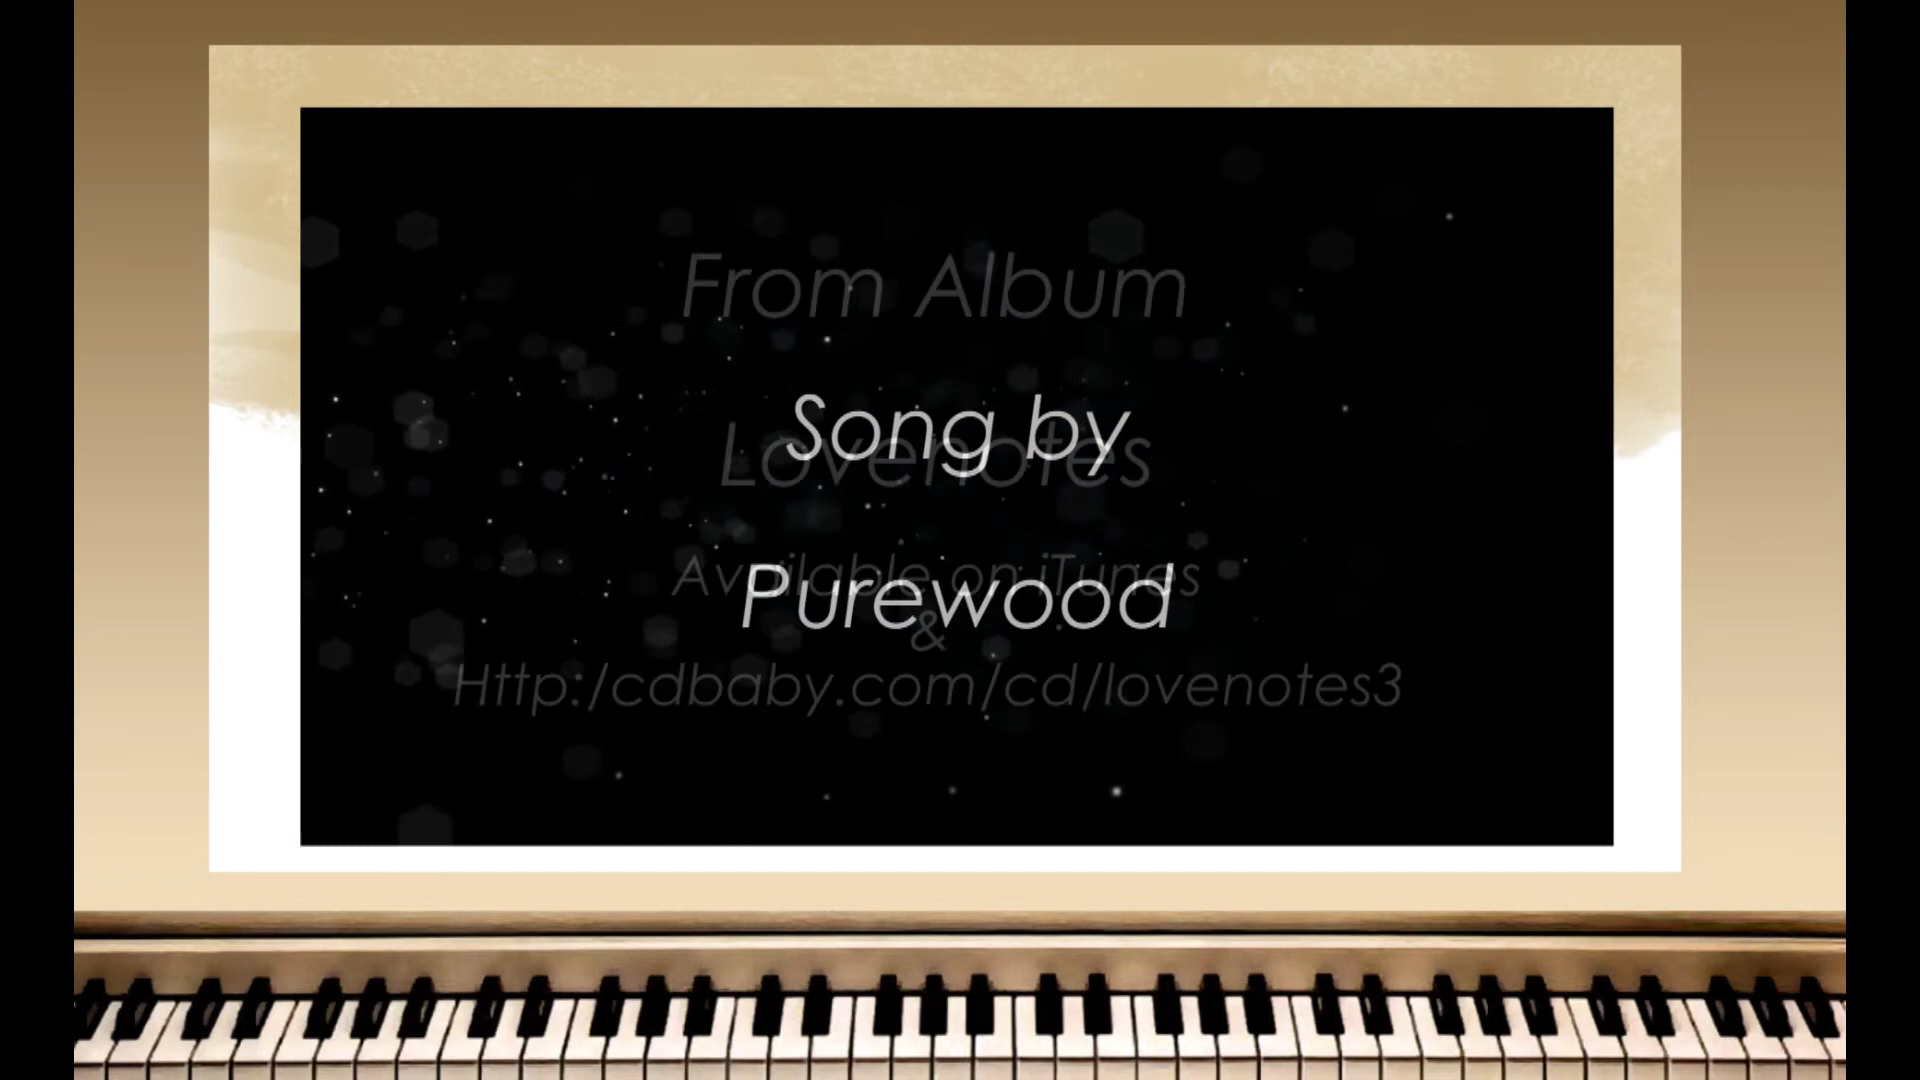 From Album
Song by
Lovenotes
Available on iTunes
Purewood
&
Http:/cdbaby.com/cd/lovenotes3